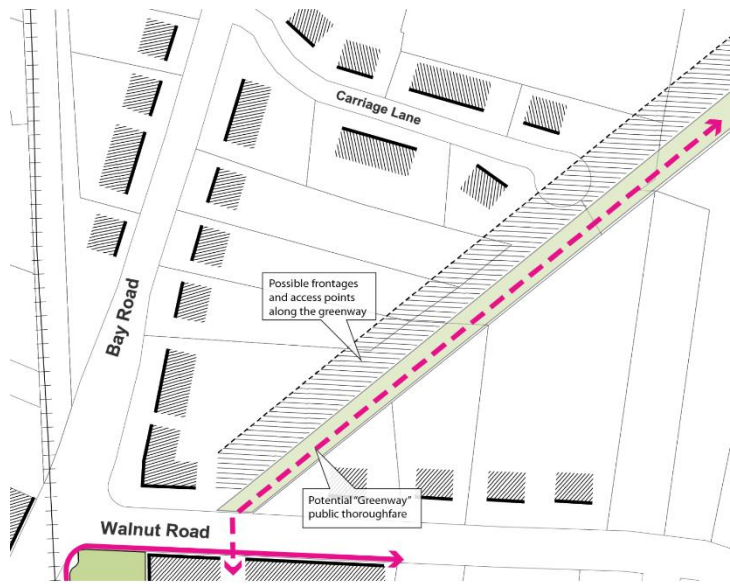 Carriage Lane
Possible frontages
and access points
along the greenway
Bay Road
Potential "Greenway"
public thoroughfare
Walnut Road